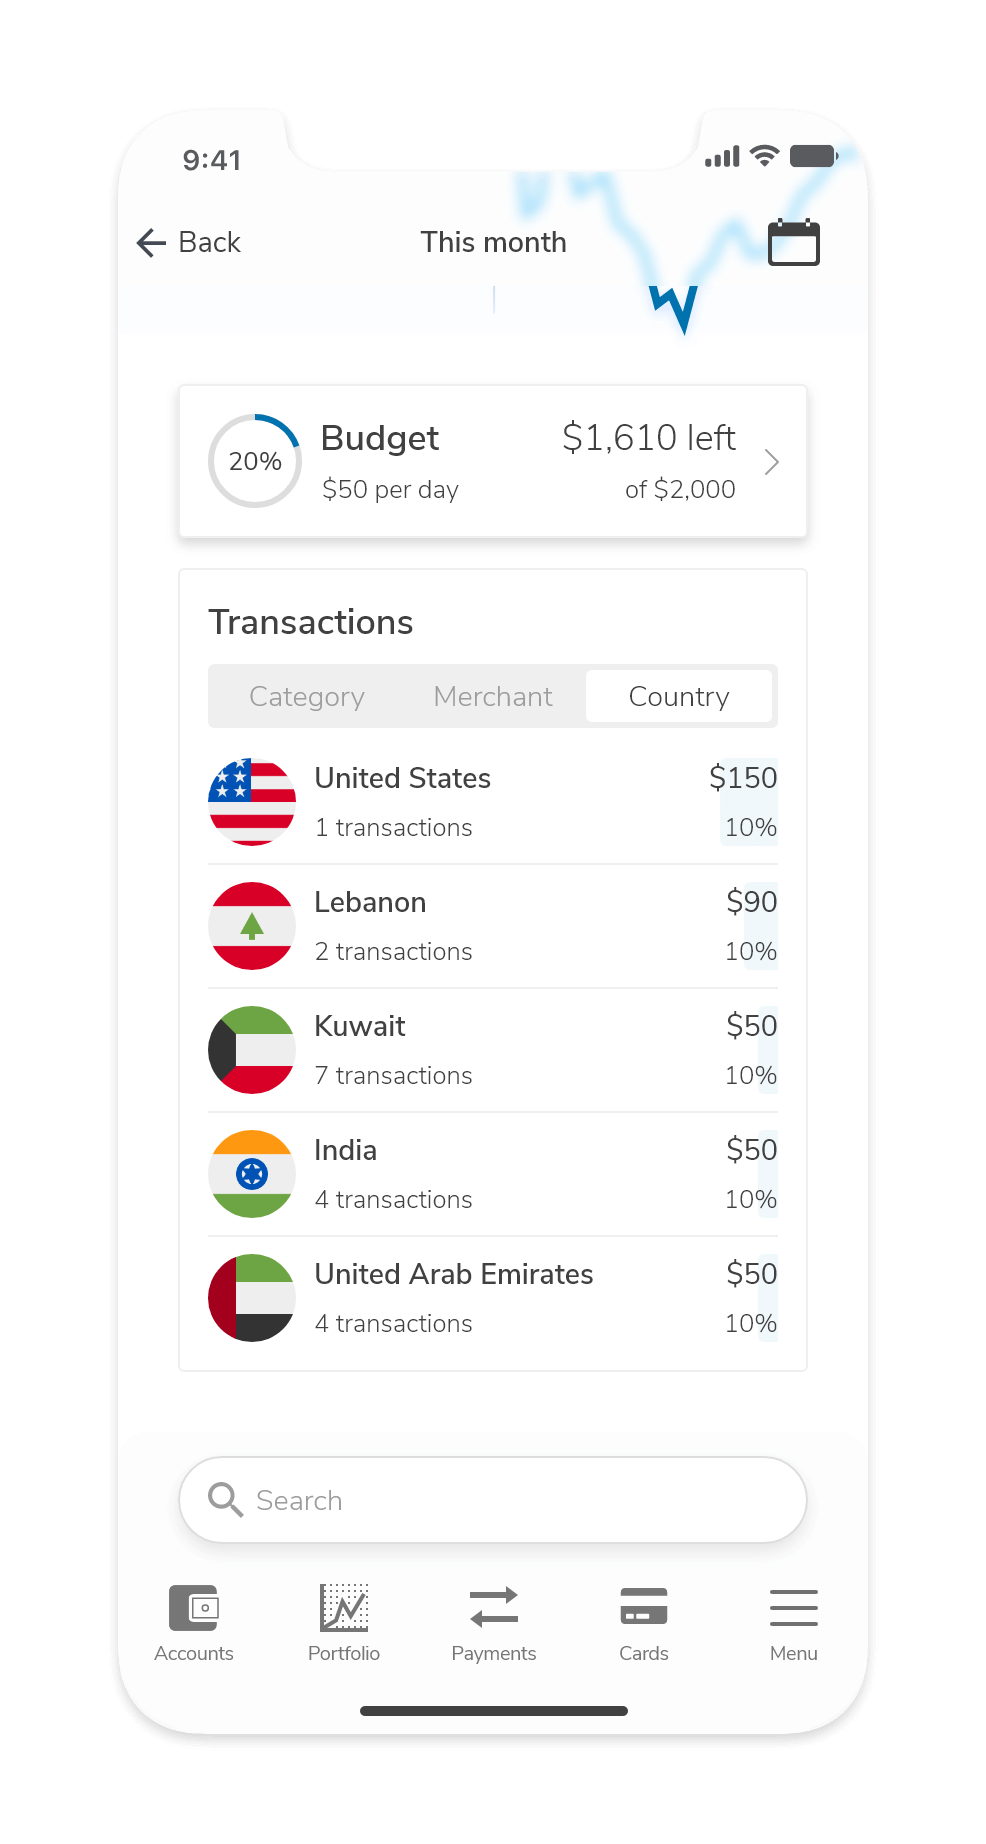 9:41
Back
This month
20%
Budget
$1,610 left
$50 per day
of $2,000
Transactions
Category
Merchant
Country
United States
$150
1 transactions
10%
Lebanon
$90
2 transactions
10%
Kuwait
$50
7 transactions
10%
India
$50
4 transactions
10%
United Arab Emirates
$50
4 transactions
10%
Search
Accounts
Portfolio
Payments
Cards
Menu